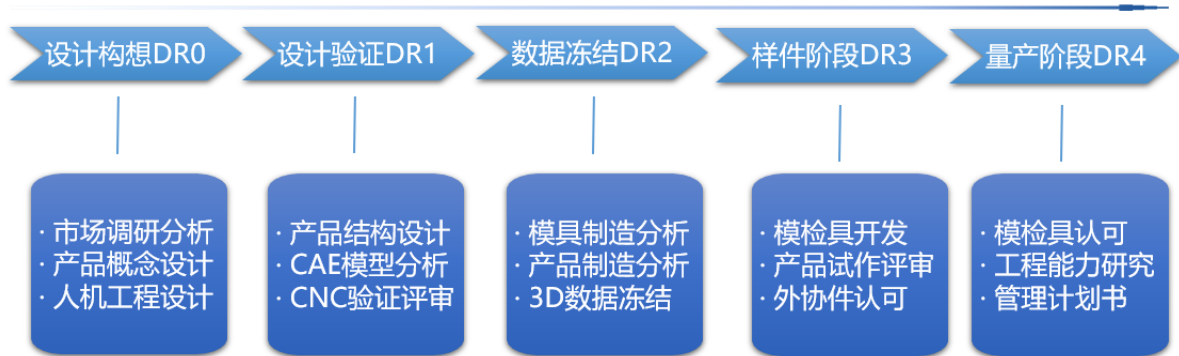 设计构想DR0
设计验证DR1
数据冻结DR2
样件阶段DR3
量产阶段DR4
· 市场调研分析
· 产品概念设计
· 人机工程设计
· 产品结构设计
· CAE模型分析
· CNC验证评审
· 模具制造分析
· 产品制造分析
· 3D数据冻结
· 模检具开发
· 产品试作评审
· 外协件认可
· 模检具认可
· 工程能力研究
· 管理计划书